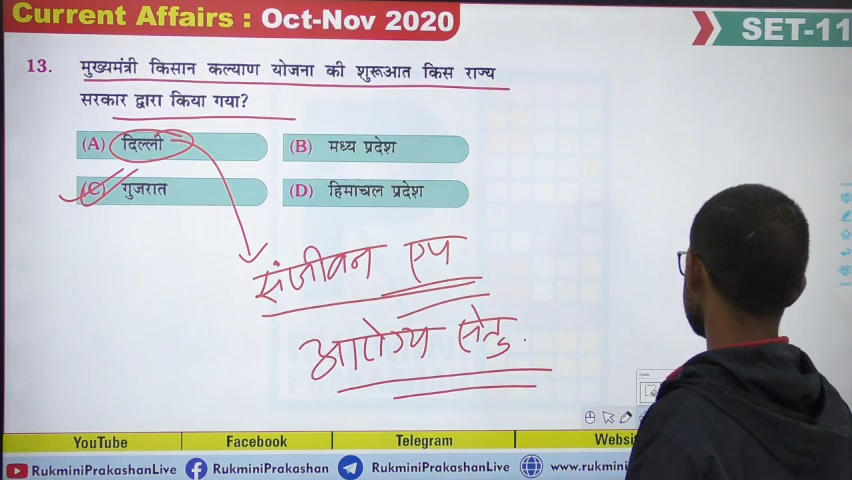 Current Affairs : Oct-Nov 2020
SET-11
13. मुख्यमंत्री किसान कल्याण योजना की शुरूआत किस राज्य
सरकार द्वारा किया गया?
(A) दिल्ली
(B) मध्य प्रदेश
(C) गुजरात
(D) हिमाचल प्रदेश
संजीवन एप
आरोग्य सेतु.
YouTube Facebook Telegram
RukminiPrakashanLive RukminiPrakashan RukminiPrakashanLive